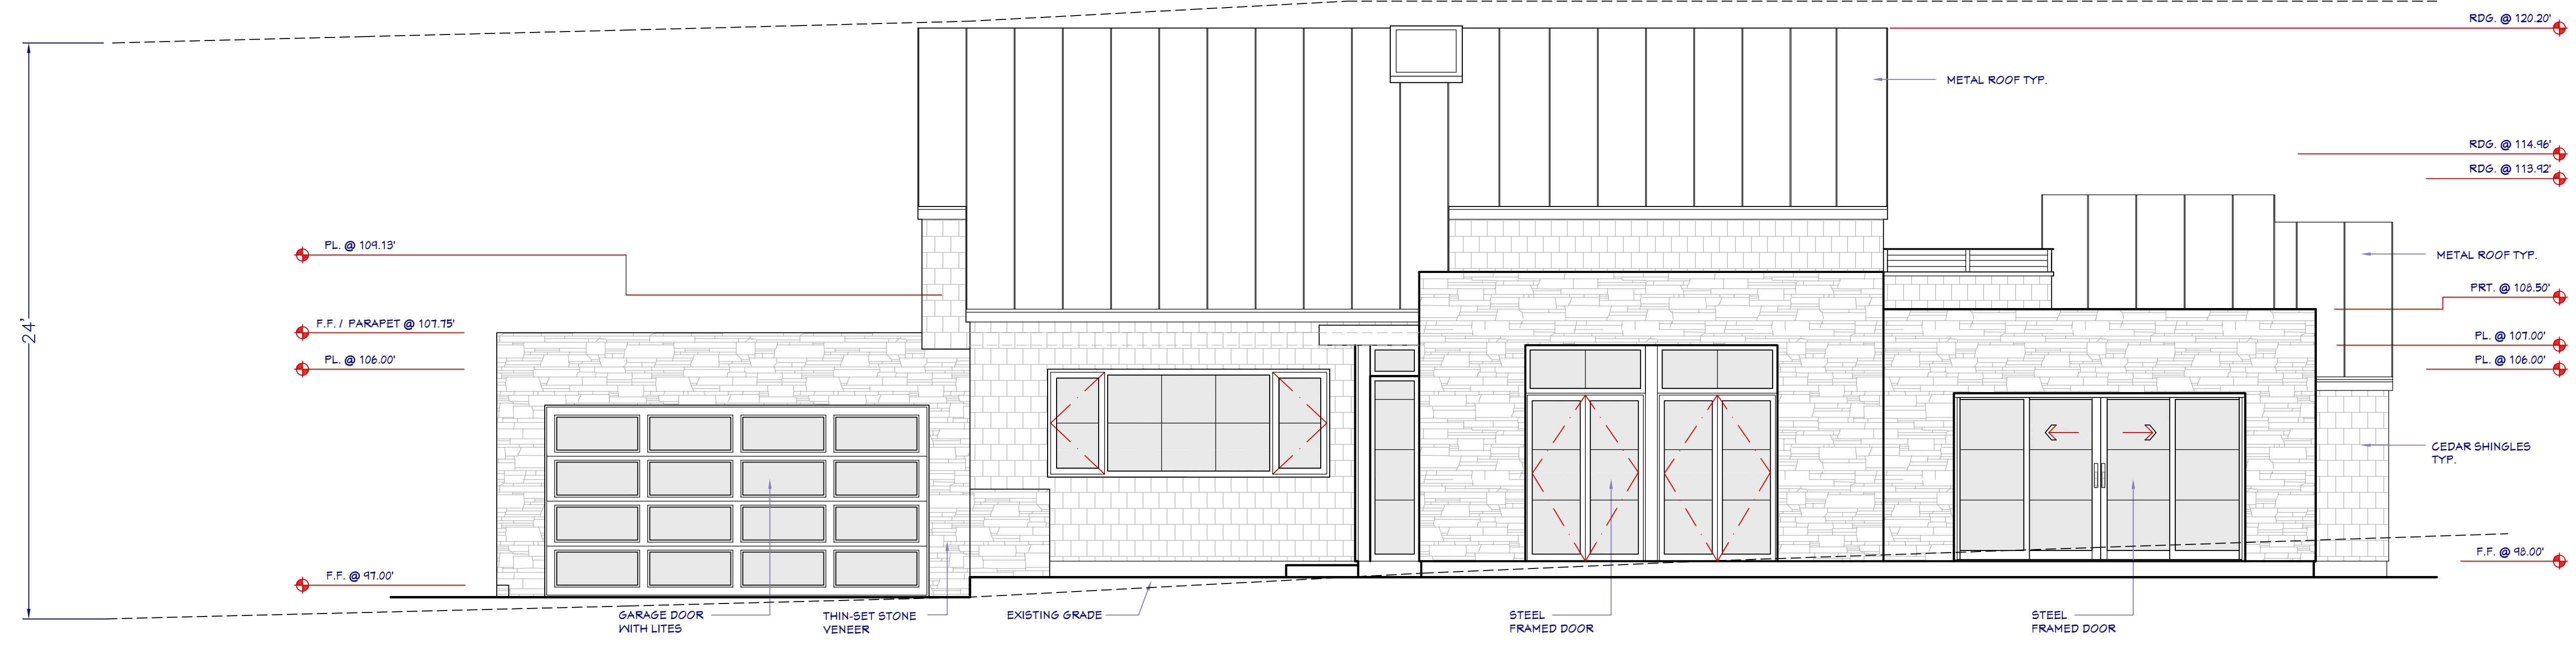 RDG. @ 120.20'
METAL ROOF TYP.
RDG. @ 114.96'
RDG. @ 113.92'
PL. @ 109.13'
METAL ROOF TYP.
PRT. @ 108.50'
F.F. / PARAPET @ 107.75'
24'
PL. @ 107.00'
PL. @ 106.00'
PL. @ 106.00'
CEDAR SHINGLES
TYP.
F.F. @ 98.00'
F.F. @ 97.00'
GARAGE DOOR
WITH LITES
THIN-SET STONE
VENEER
EXISTING GRADE
STEEL
FRAMED DOOR
STEEL
FRAMED DOOR